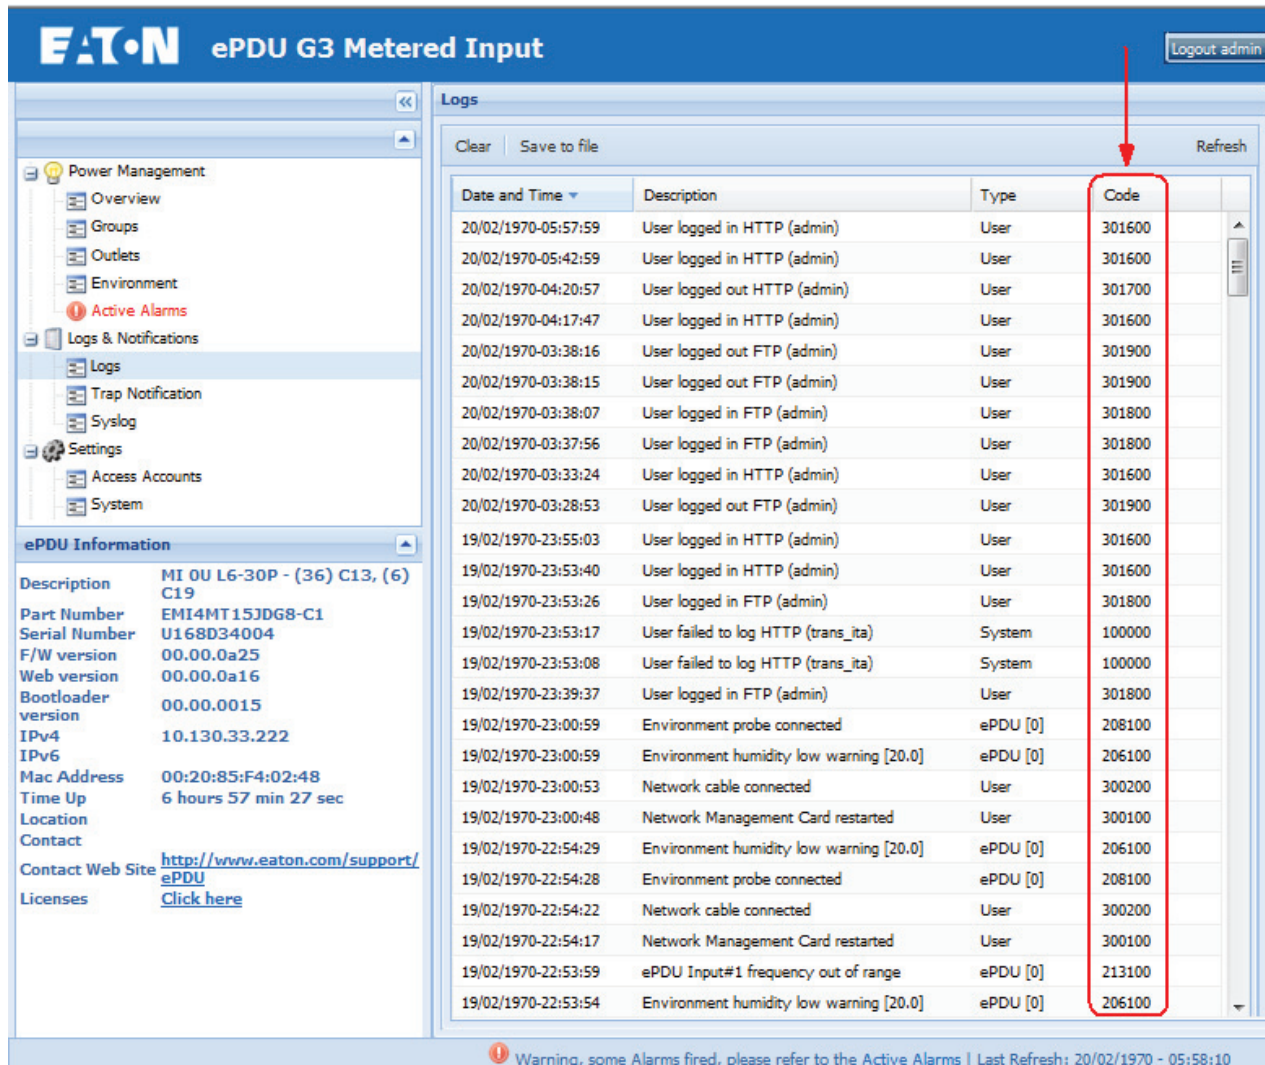 EATON ePDU G3 Metered Input
Logout admin
Power Management
Overview
Groups
Outlets
Environment
Active Alarms
Logs & Notifications
Logs
Trap Notification
Syslog
Settings
Access Accounts
System
ePDU Information
Description MI 0U L6-30P - (36) C13, (6)
C19
Part Number EMI4MT15JDG8-C1
Serial Number U168D34004
F/W version 00.00.0a25
Web version 00.00.0a16
Bootloader
version 00.00.0015
IPv4 10.130.33.222
IPv6
Mac Address 00:20:85:F4:02:48
Time Up 6 hours 57 min 27 sec
Location
Contact
Contact Web Site http://www.eaton.com/support/
ePDU
Licenses Click here
Logs
Clear Save to file Refresh
Date and Time Description Type Code
20/02/1970-05:57:59 User logged in HTTP (admin) User 301600
20/02/1970-05:42:59 User logged in HTTP (admin) User 301600
20/02/1970-04:20:57 User logged out HTTP (admin) User 301700
20/02/1970-04:17:47 User logged in HTTP (admin) User 301600
20/02/1970-03:38:16 User logged out FTP (admin) User 301900
20/02/1970-03:38:15 User logged out FTP (admin) User 301900
20/02/1970-03:38:07 User logged in FTP (admin) User 301800
20/02/1970-03:37:56 User logged in FTP (admin) User 301800
20/02/1970-03:33:24 User logged in HTTP (admin) User 301600
20/02/1970-03:28:53 User logged out FTP (admin) User 301900
19/02/1970-23:55:03 User logged in HTTP (admin) User 301600
19/02/1970-23:53:40 User logged in HTTP (admin) User 301600
19/02/1970-23:53:26 User logged in FTP (admin) User 301800
19/02/1970-23:53:17 User failed to log HTTP (trans_ita) System 100000
19/02/1970-23:53:08 User failed to log HTTP (trans_ita) System 100000
19/02/1970-23:39:37 User logged in FTP (admin) User 301800
19/02/1970-23:00:59 Environment probe connected ePDU [0] 208100
19/02/1970-23:00:59 Environment humidity low warning [20.0] ePDU [0] 206100
19/02/1970-23:00:53 Network cable connected User 300200
19/02/1970-23:00:48 Network Management Card restarted User 300100
19/02/1970-22:54:29 Environment humidity low warning [20.0] ePDU [0] 206100
19/02/1970-22:54:28 Environment probe connected ePDU [0] 208100
19/02/1970-22:54:22 Network cable connected User 300200
19/02/1970-22:54:17 Network Management Card restarted User 300100
19/02/1970-22:53:59 ePDU Input#1 frequency out of range ePDU [0] 213100
19/02/1970-22:53:54 Environment humidity low warning [20.0] ePDU [0] 206100
Warning, some Alarms fired, please refer to the Active Alarms | Last Refresh: 20/02/1970 - 05:58:10